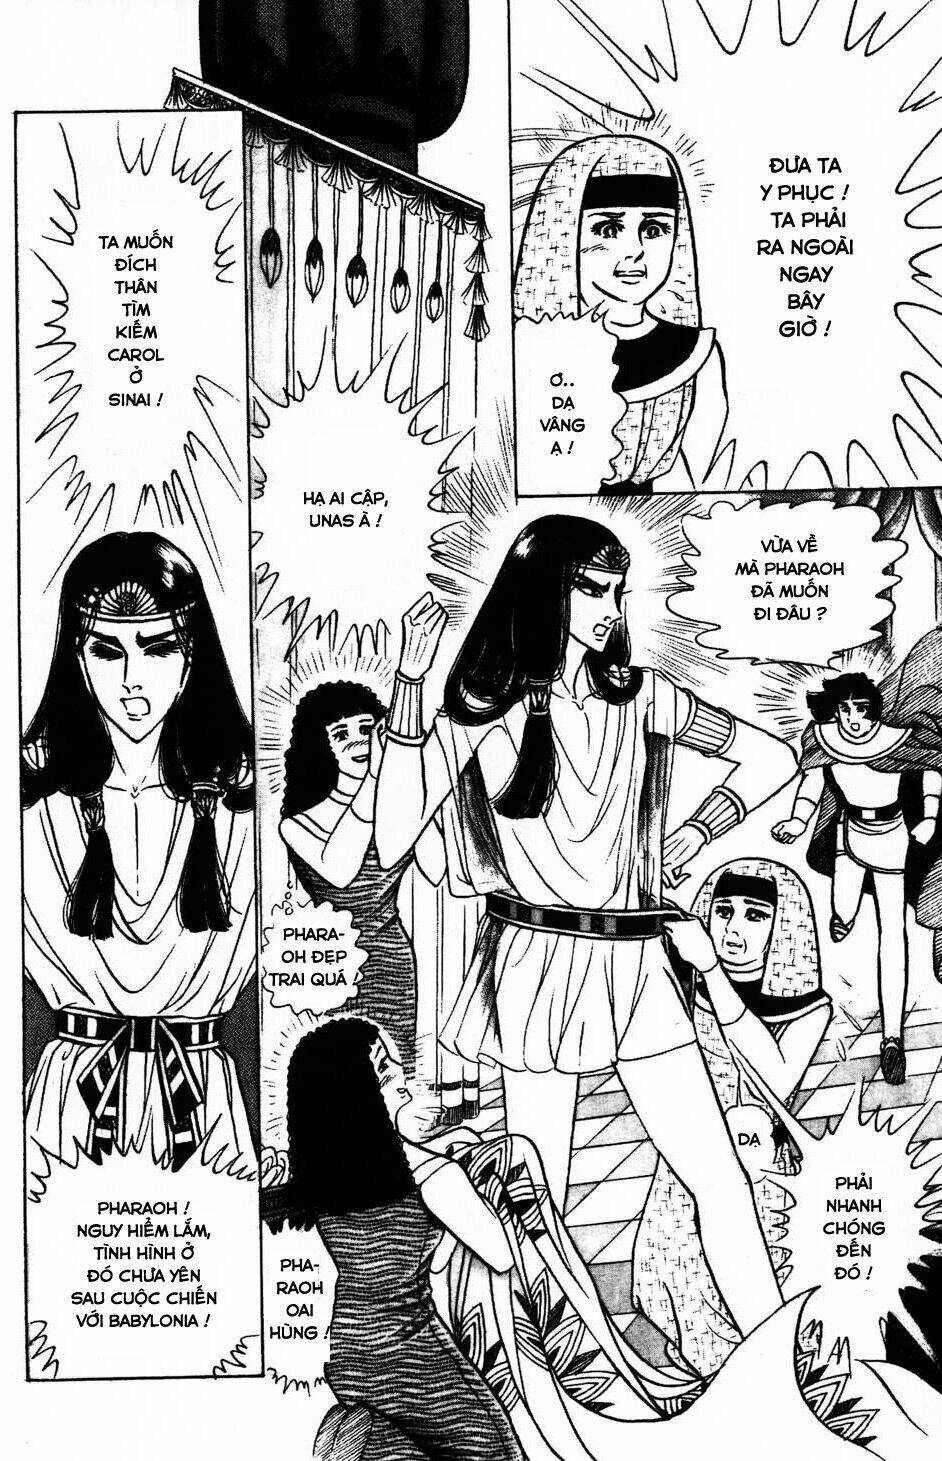 ĐƯA TA
Y PHỤC !
TA PHẢI
RA NGOÀI
NGAY
BÂY
GIỜ !
Ơ..
DẠ
VÂNG
Ạ !
VỪA VỀ
MÀ PHARAOH
ĐÃ MUỐN
ĐI ĐÂU ?
HẠ AI CẬP,
UNAS À !
PHARA-
OH ĐẸP
TRAI QUÁ !
DẠ
PHẢI
NHANH
CHÓNG
ĐẾN
ĐÓ !
PHA-
RAOH
OAI
HÙNG !
TA MUỐN
ĐÍCH
THÂN
TÌM
KIẾM
CAROL
Ở
SINAI !
PHARAOH !
NGUY HIỂM LẮM,
TÌNH HÌNH Ở
ĐÓ CHƯA YÊN
SAU CUỘC CHIẾN
VỚI BABYLONIA !